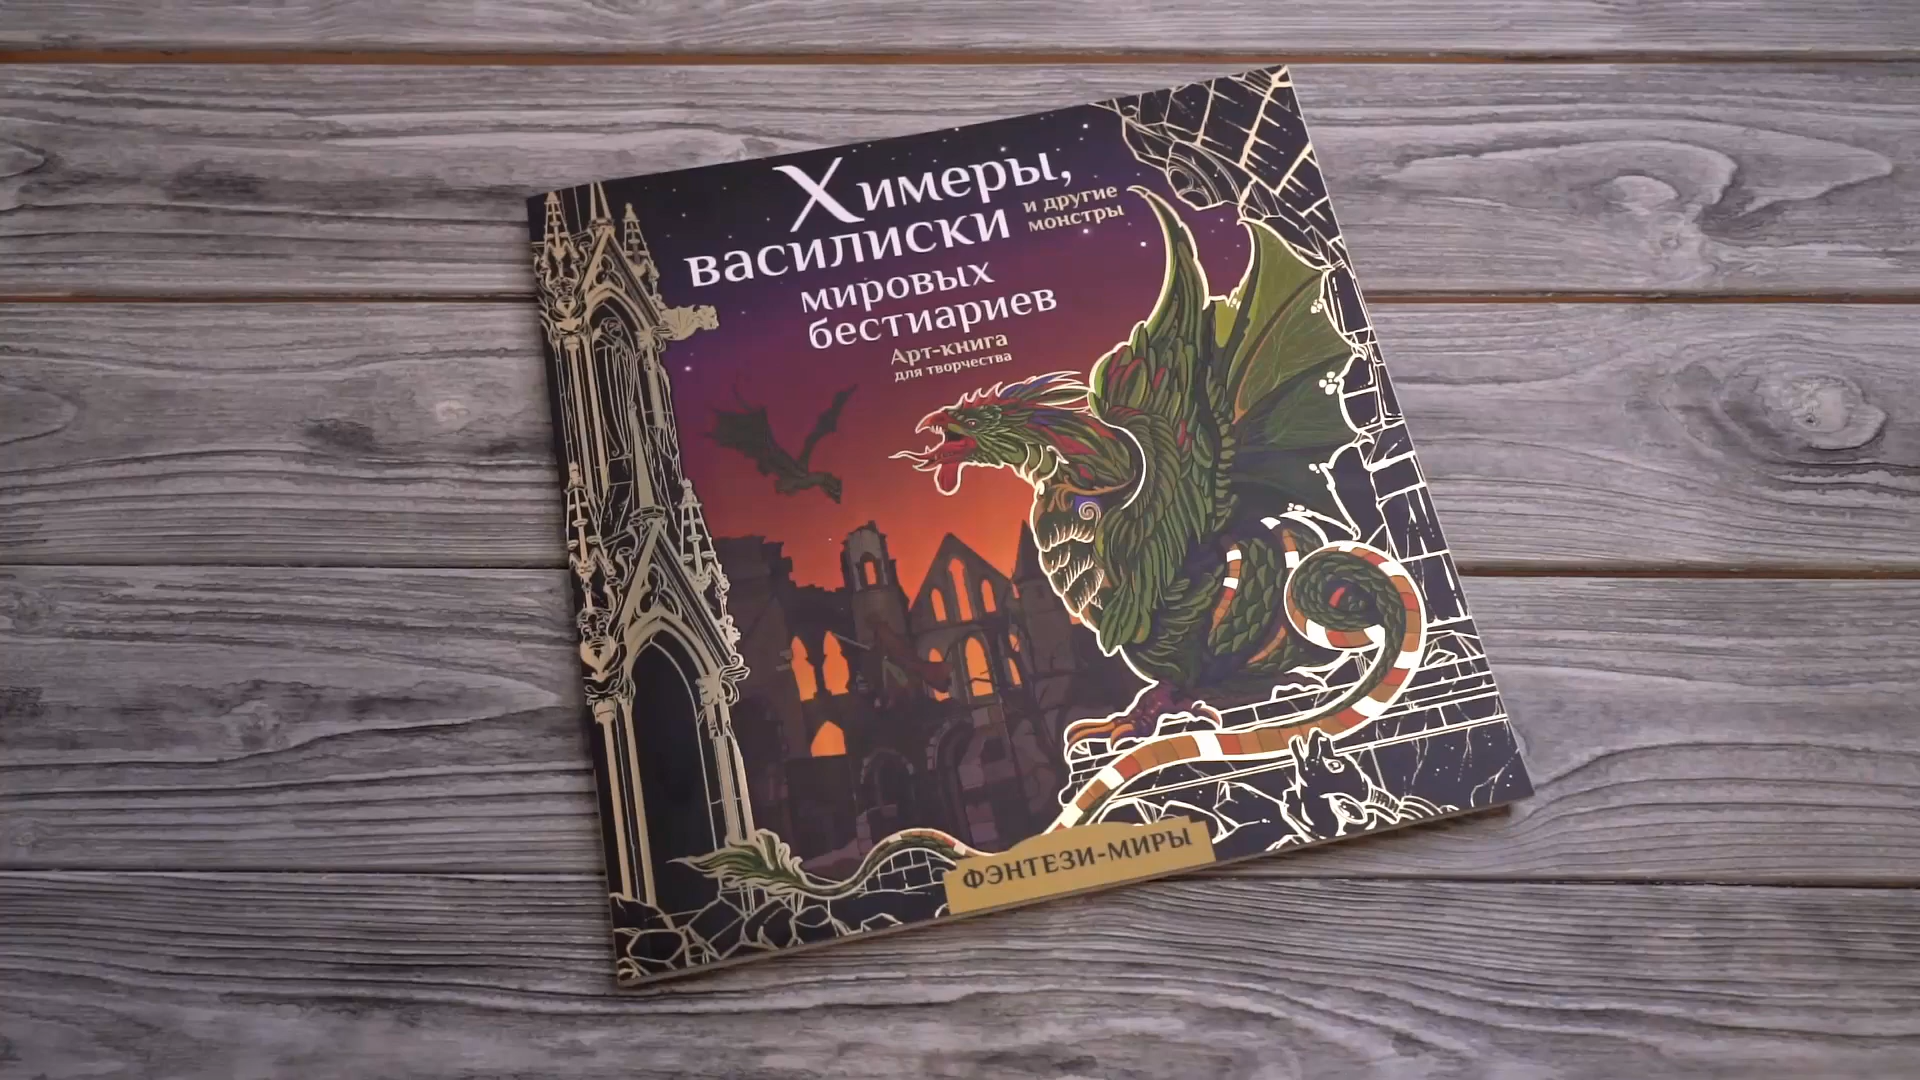 Химеры,
василиски
и другие
монстры
мировых
бестиариев
Арт-книга
для творчества
ФЭНТЕЗИ-МИРЫ